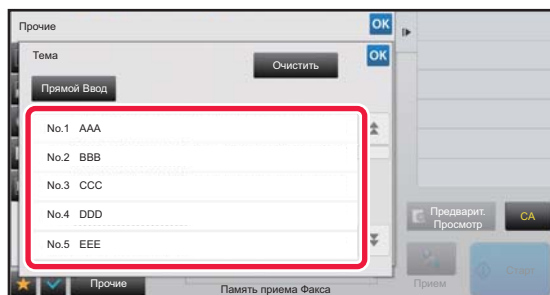 Прочие
OK
Тема
Очистить
OK
Прямой Ввод
No.1 AAA
No.2 BBB
No.3 CCC
No.4 DDD
No.5 EEE
Предварит.
Просмотр
CA
Прием
Старт
Прочие
Память приема Факса